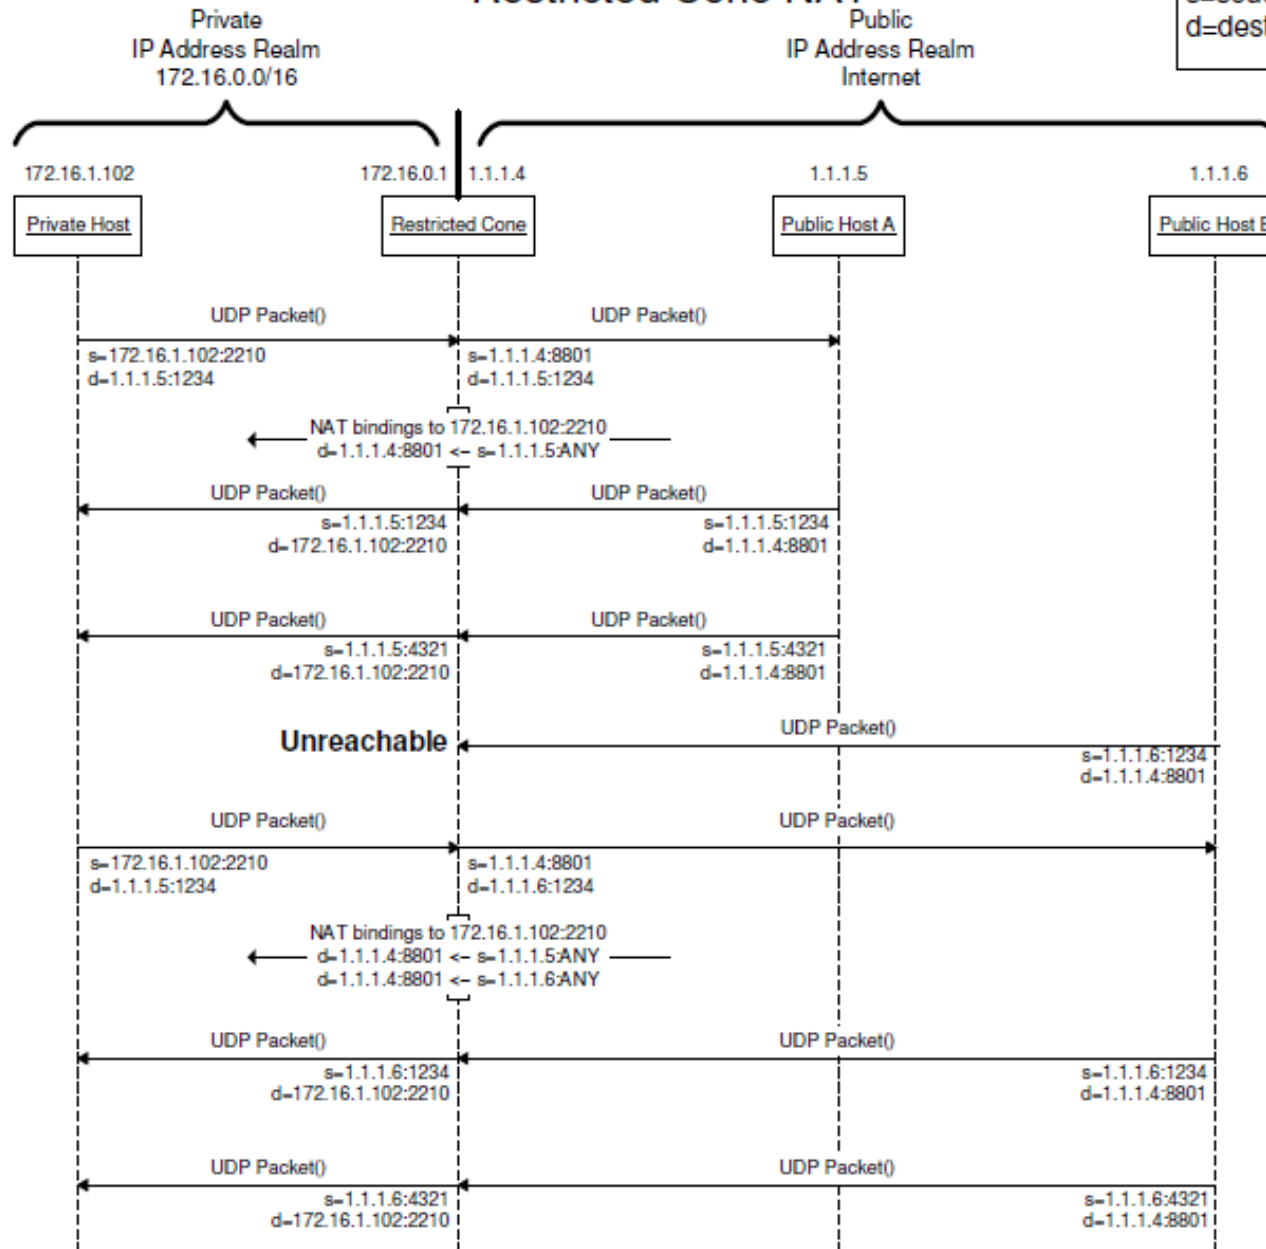 Restricted Cone NAT
Private
IP Address Realm
172.16.0.0/16
Public
IP Address Realm
Internet
d=dest
172.16.1.102
172.16.0.1
1.1.1.4
1.1.1.5
1.1.1.6
Private Host
Restricted Cone
Public Host A
Public Host B
UDP Packet()
UDP Packet()
s=172.16.1.102:2210
d=1.1.1.5:1234
s=1.1.1.4:8801
d=1.1.1.5:1234
NAT bindings to 172.16.1.102:2210
d=1.1.1.4:8801 <- s=1.1.1.5:ANY
UDP Packet()
UDP Packet()
s=1.1.1.5:1234
d=172.16.1.102:2210
s=1.1.1.5:1234
d=1.1.1.4:8801
UDP Packet()
UDP Packet()
s=1.1.1.5:4321
d=172.16.1.102:2210
s=1.1.1.5:4321
d=1.1.1.4:8801
Unreachable
UDP Packet()
s=1.1.1.6:1234
d=1.1.1.4:8801
UDP Packet()
UDP Packet()
s=172.16.1.102:2210
d=1.1.1.5:1234
s=1.1.1.4:8801
d=1.1.1.6:1234
NAT bindings to 172.16.1.102:2210
d=1.1.1.4:8801 <- s=1.1.1.5:ANY
d=1.1.1.4:8801 <- s=1.1.1.6:ANY
UDP Packet()
UDP Packet()
s=1.1.1.6:1234
d=172.16.1.102:2210
s=1.1.1.6:1234
d=1.1.1.4:8801
UDP Packet()
UDP Packet()
s=1.1.1.6:4321
d=172.16.1.102:2210
s=1.1.1.6:4321
d=1.1.1.4:8801